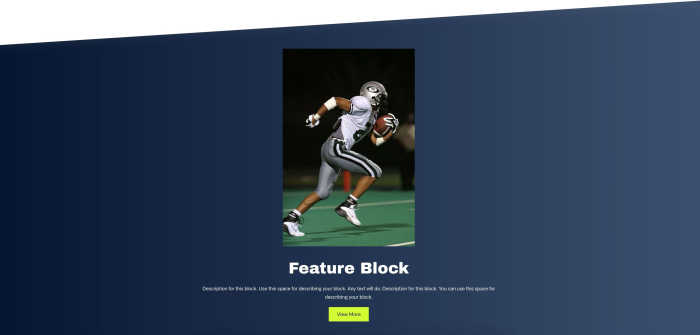 Feature Block
Description for this block. Use this space for describing your block. Any text will do. Description for this block. You can use this space for
describing your block.
View More